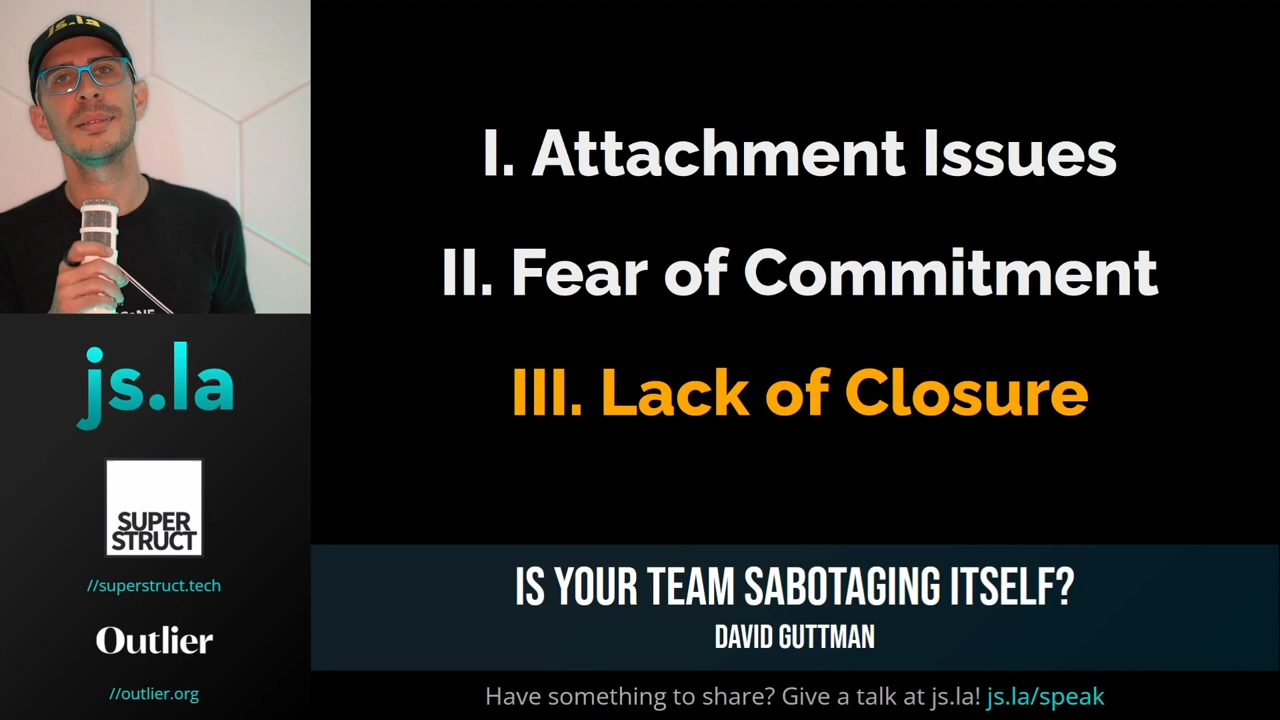 js.la
I. Attachment Issues
II. Fear of Commitment
III. Lack of Closure
js.la
SUPER
STRUCT
//superstruct.tech
Outlier
//outlier.org
IS YOUR TEAM SABOTAGING ITSELF?
DAVID GUTTMAN
Have something to share? Give a talk at js.la! js.la/speak